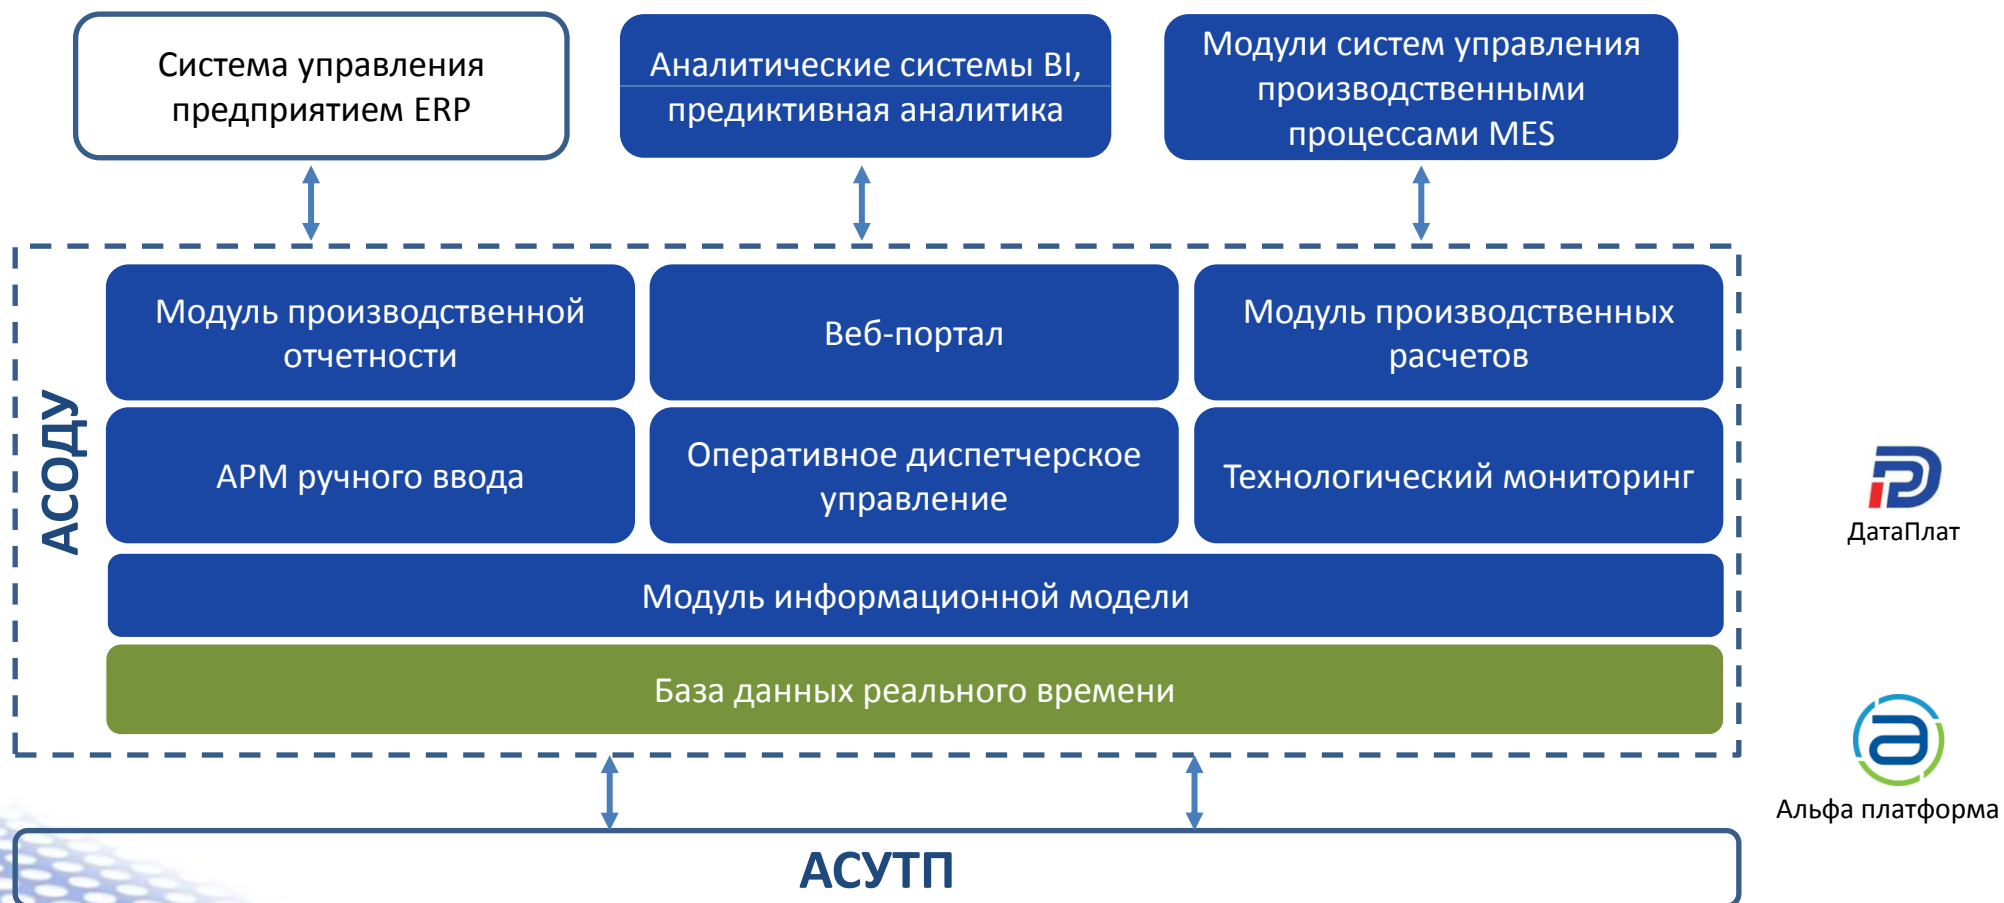 Система управления
предприятием ERP
Аналитические системы BI,
предиктивная аналитика
Модули систем управления
производственными
процессами MES
АСОДУ
Модуль производственной
отчетности
Веб-портал
Модуль производственных
расчетов
АРМ ручного ввода
Оперативное диспетчерское
управление
Технологический мониторинг
Модуль информационной модели
База данных реального времени
ДатаПлат
Альфа платформа
АСУТП